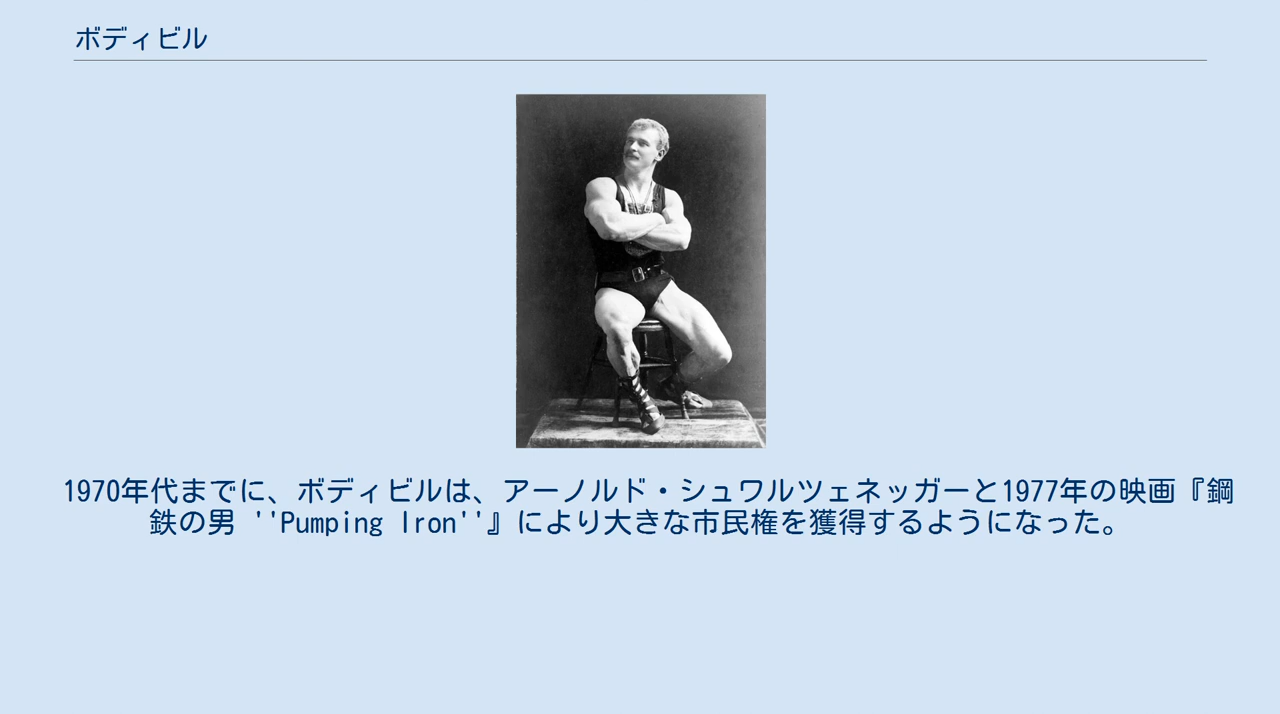 ボディビル
1970年代までに、ボディビルは、アーノルド・シュワルツェネッガーと1977年の映画『鋼
鉄の男 ''Pumping Iron''』により大きな市民権を獲得するようになった。